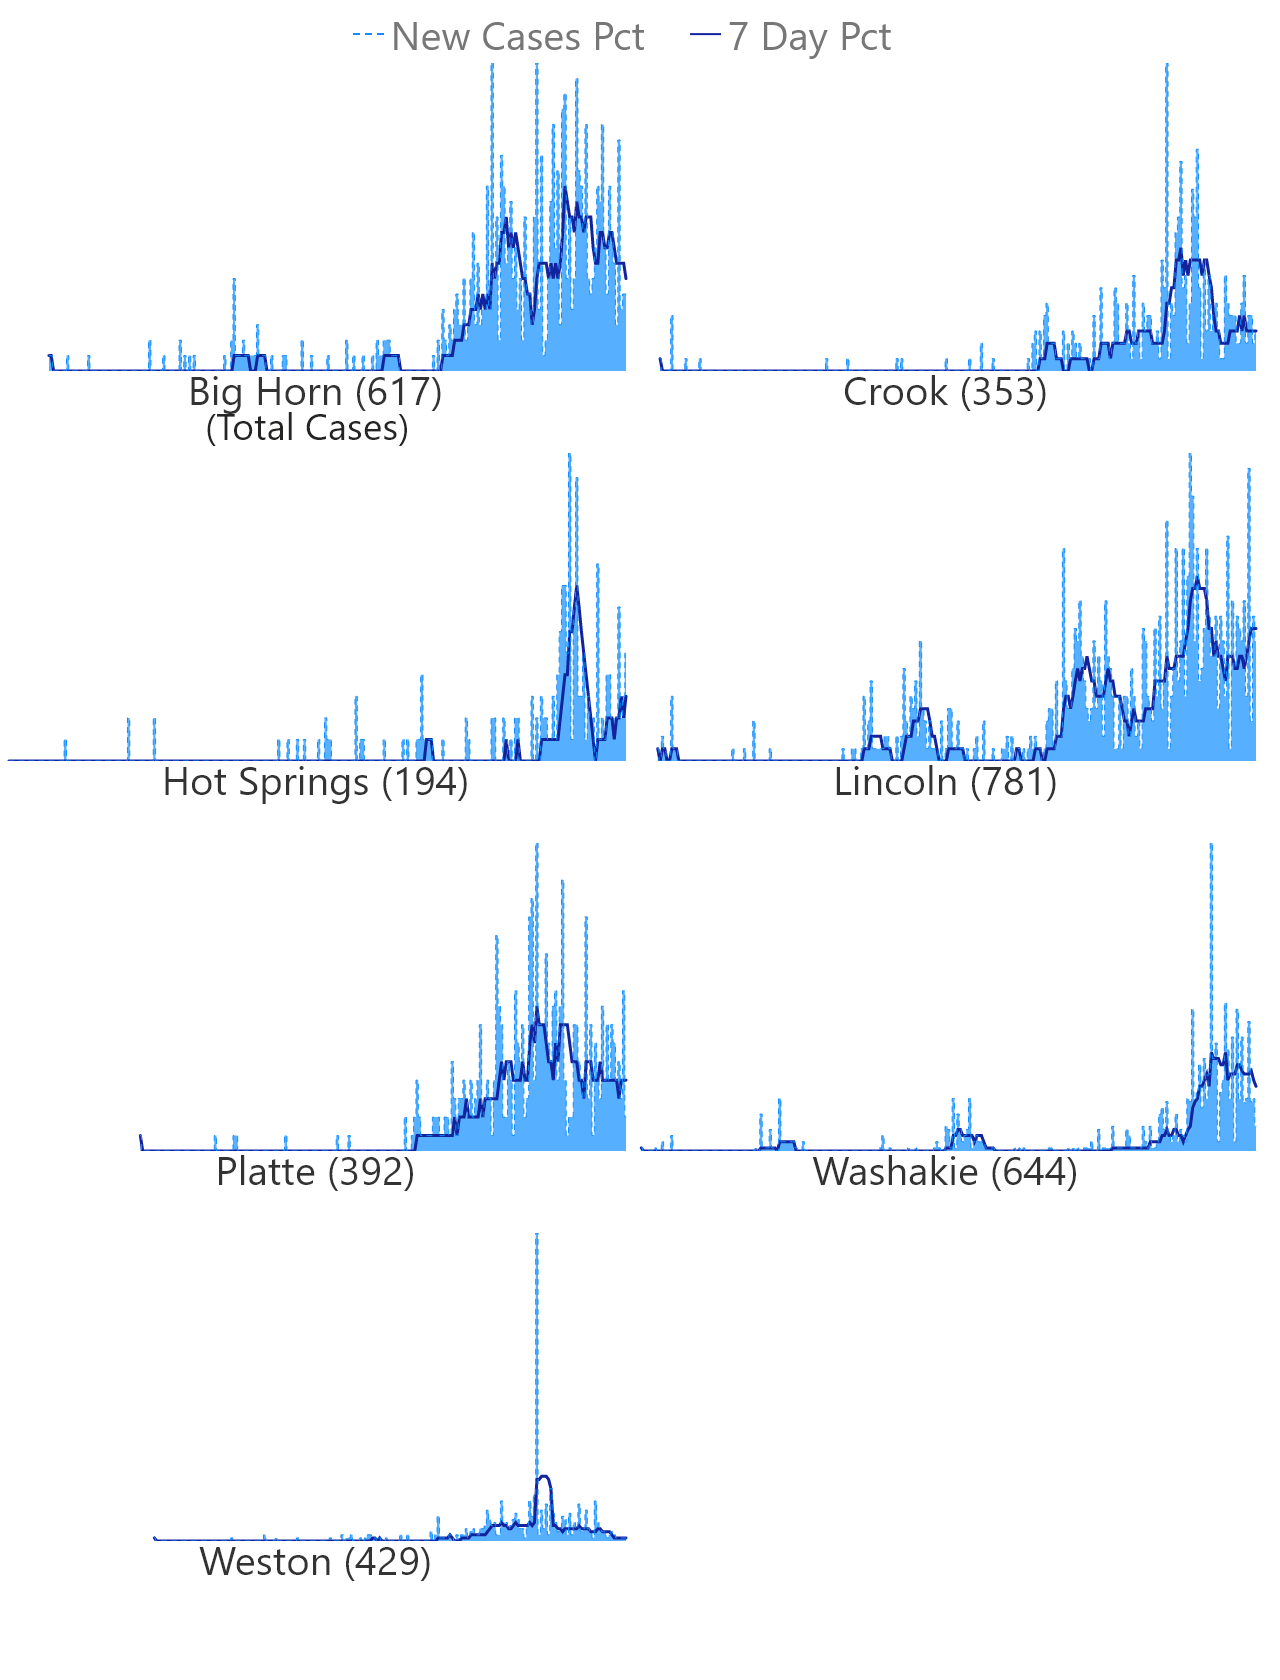 New Cases Pct 7 Day Pct
Big Horn (617)
(Total Cases)
Crook (353)
Hot Springs (194)
Lincoln (781)
Platte (392)
Washakie (644)
Weston (429)